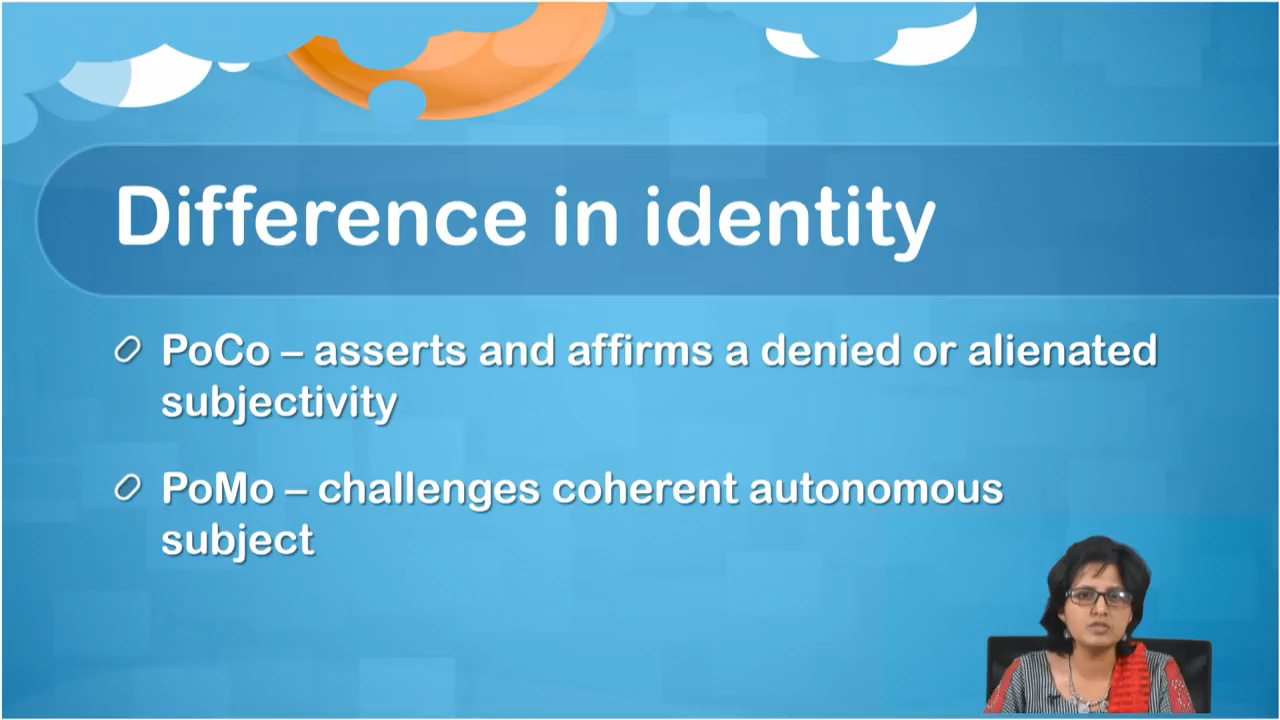 Difference in identity
PoCo – asserts and affirms a denied or alienated
subjectivity
PoMo – challenges coherent autonomous
subject